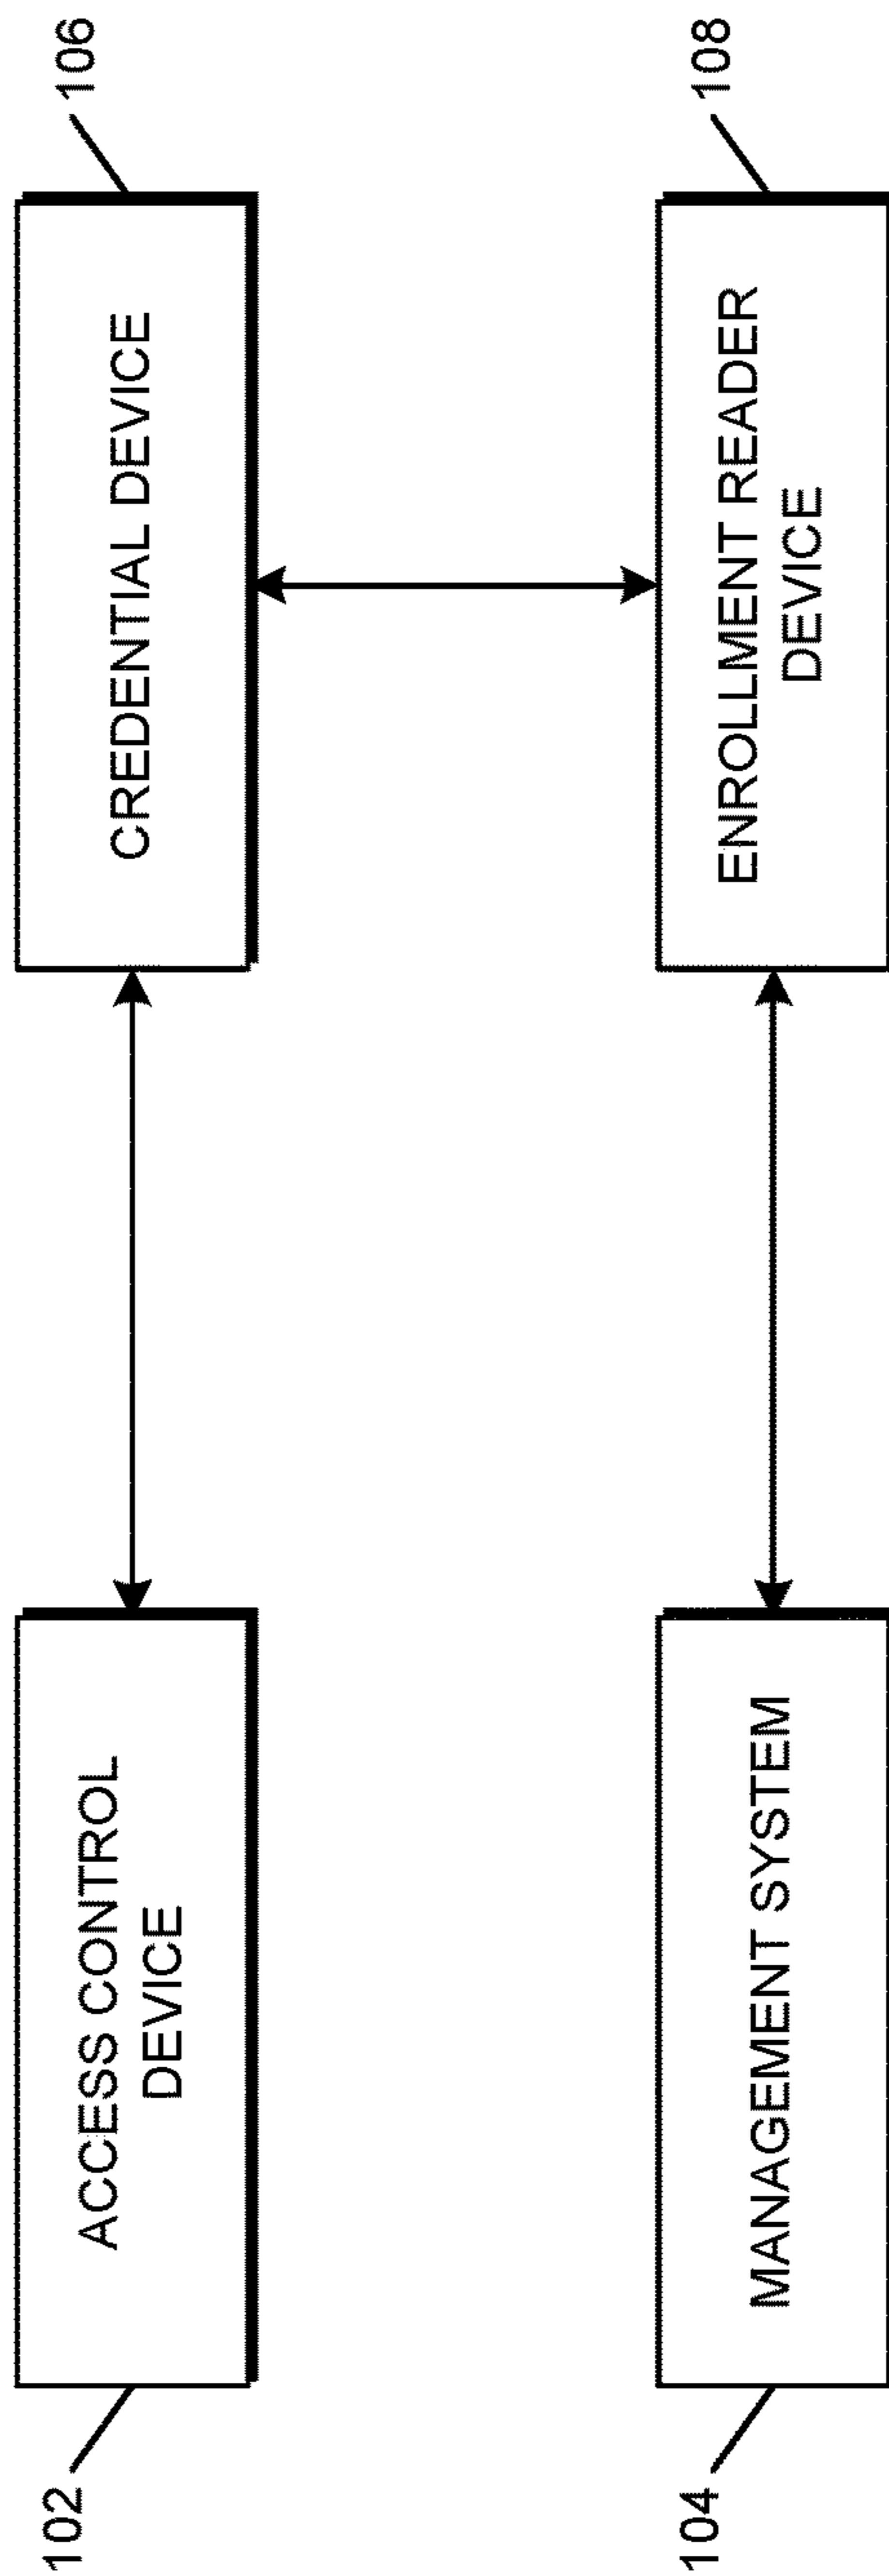 102
ACCESS CONTROL
DEVICE
CREDENTIAL DEVICE
106
104
MANAGEMENT SYSTEM
ENROLLMENT READER
DEVICE
108